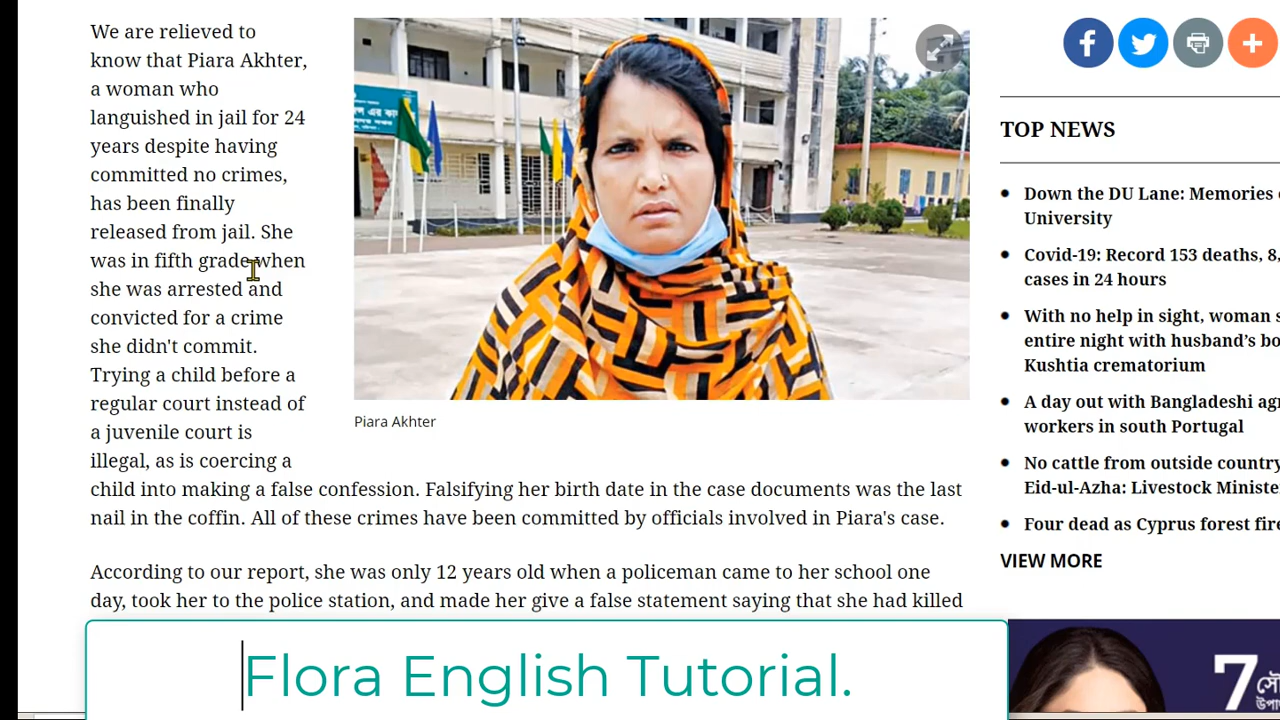 We are relieved to
know that Piara Akhter,
a woman who
languished in jail for 24
years despite having
committed no crimes,
has been finally
released from jail. She
was in fifth grade when
she was arrested and
convicted for a crime
she didn't commit.
Trying a child before a
regular court instead of
a juvenile court is
illegal, as is coercing a
child into making a false confession. Falsifying her birth date in the case documents was the last
nail in the coffin. All of these crimes have been committed by officials involved in Piara's case.
According to our report, she was only 12 years old when a policeman came to her school one
day, took her to the police station, and made her give a false statement saying that she had killed
Piara Akhter
TOP NEWS
Down the DU Lane: Memories
University
Covid-19: Record 153 deaths, 8,
cases in 24 hours
With no help in sight, woman
entire night with husband’s
Kushtia crematorium
A day out with Bangladeshi
workers in south Portugal
No cattle from outside country
Eid-ul-Azha: Livestock
Four dead as Cyprus forest
VIEW MORE
7
Flora English Tutorial.